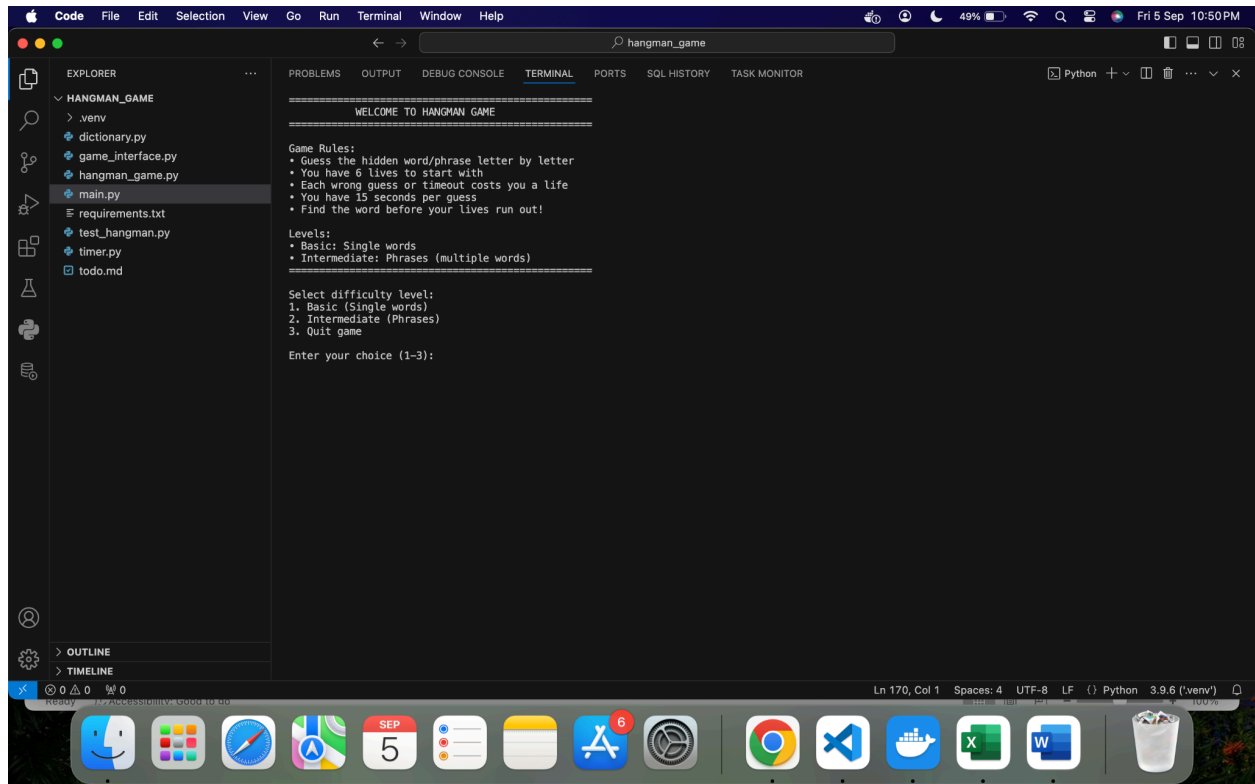 Code File Edit Selection View Go Run Terminal Window Help 49% Fri 5 Sep 10:50 PM
hangman_game
EXPLORER
HANGMAN_GAME
.venv
dictionary.py
game_interface.py
hangman_game.py
main.py
requirements.txt
test_hangman.py
timer.py
todo.md
OUTLINE
TIMELINE
PROBLEMS OUTPUT DEBUG CONSOLE TERMINAL PORTS SQL HISTORY TASK MONITOR Python
==================================================
WELCOME TO HANGMAN GAME
==================================================
Game Rules:
• Guess the hidden word/phrase letter by letter
• You have 6 lives to start with
• Each wrong guess or timeout costs you a life
• You have 15 seconds per guess
• Find the word before your lives run out!
Levels:
• Basic: Single words
• Intermediate: Phrases (multiple words)
==================================================
Select difficulty level:
1. Basic (Single words)
2. Intermediate (Phrases)
3. Quit game
Enter your choice (1-3):
0 0 0 Ln 170, Col 1 Spaces: 4 UTF-8 LF {} Python 3.9.6 ('.venv')
Ready Accessibility: Good to go 100%
SEP
5
6
X
W